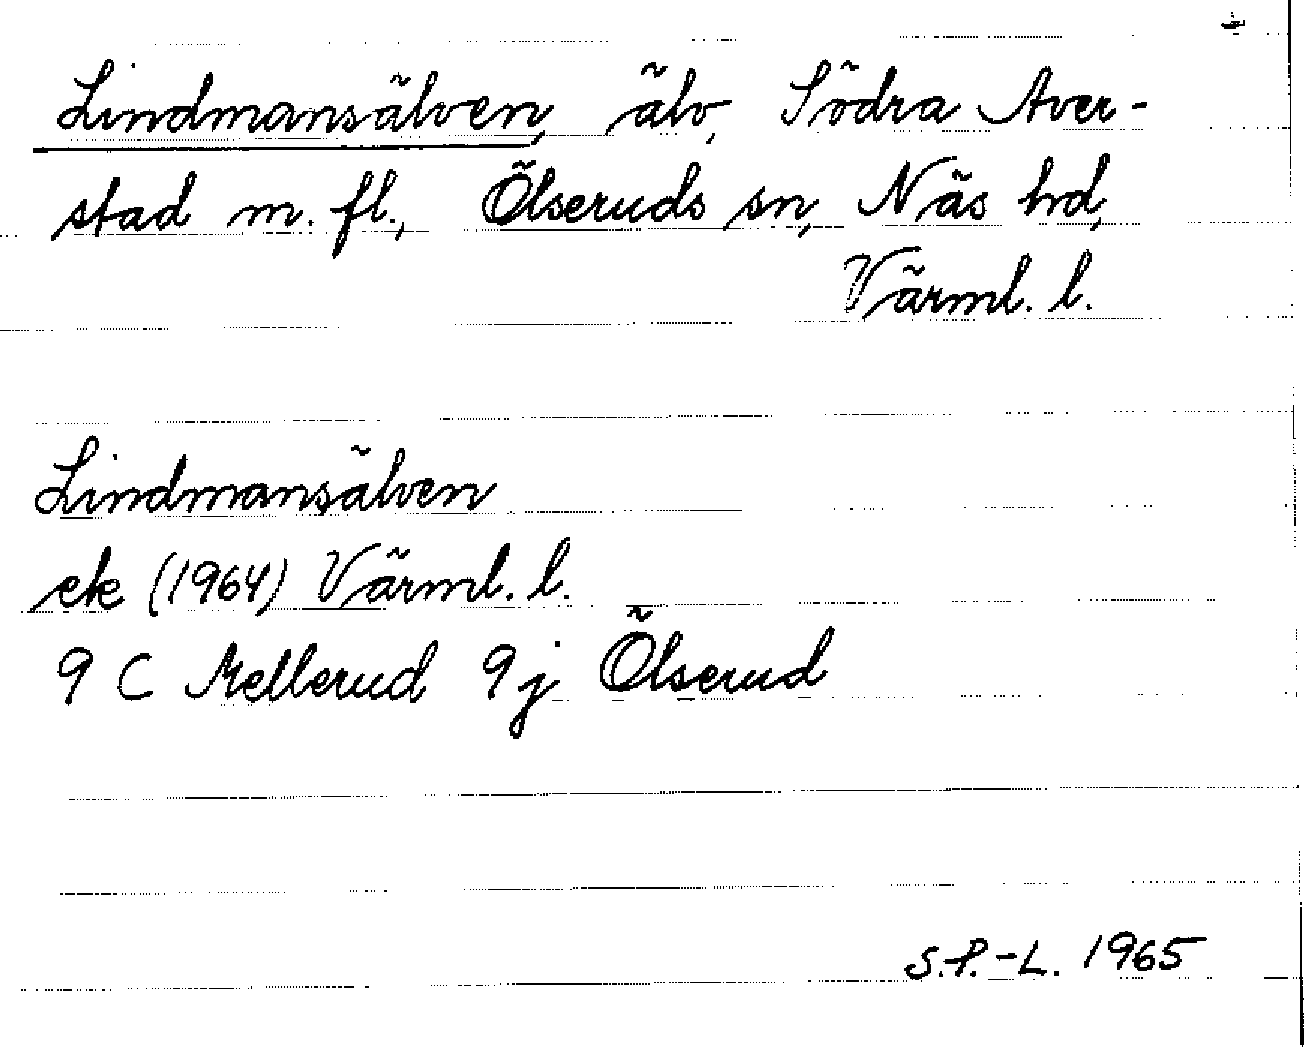 Lindmansälven, älv, Södra Aver-
stad m. fl., Ölseruds sn, Näs hd,
Värml. l.
Lindmansälven
ek (1964) Värml. l.
9 C Mellerud 9j Ölserud
S.P.-L. 1965